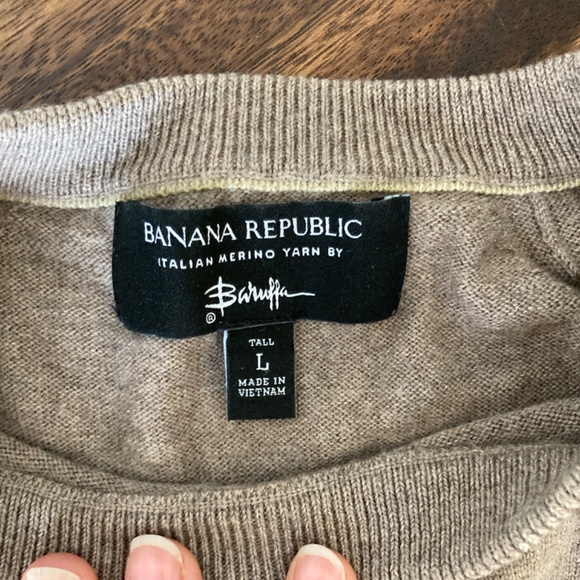 BANANA REPUBLIC
ITALIAN MERINO YARN BY
Baruffa
®
TALL
L
MADE IN
VIETNAM